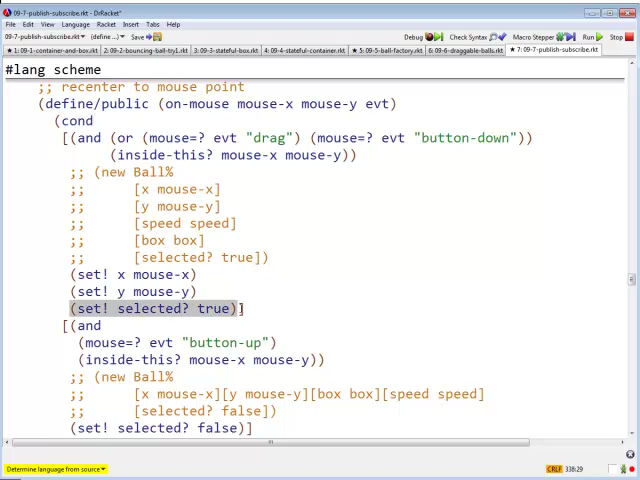 09-7-publish-subscribe.rkt - DrRacket*
File Edit View Language Racket Insert Tabs Help
09-7-publish-subscribe.rkt▾ (define ...)▾ Save Debug Check Syntax Macro Stepper Run Stop
★ 1: 09-1-container-and-box.rkt 2: 09-2-bouncing-ball-try1.rkt 3: 09-3-stateful-box.rkt 4: 09-4-stateful-container.rkt ★ 5: 09-5-ball-factory.rkt 6: 09-6-draggable-balls.rkt ★ 7: 09-7-publish-subscribe.rkt
#lang scheme
;; recenter to mouse point
(define/public (on-mouse mouse-x mouse-y evt)
(cond
[(and (or (mouse=? evt "drag") (mouse=? evt "button-down"))
(inside-this? mouse-x mouse-y))
;; (new Ball%
;; [x mouse-x]
;; [y mouse-y]
;; [speed speed]
;; [box box]
;; [selected? true])
(set! x mouse-x)
(set! y mouse-y)
(set! selected? true)]
[(and
(mouse=? evt "button-up")
(inside-this? mouse-x mouse-y))
;; (new Ball%
;; [x mouse-x][y mouse-y][box box][speed speed]
;; [selected? false])
(set! selected? false)]
Determine language from source▾ CRLF 338:29